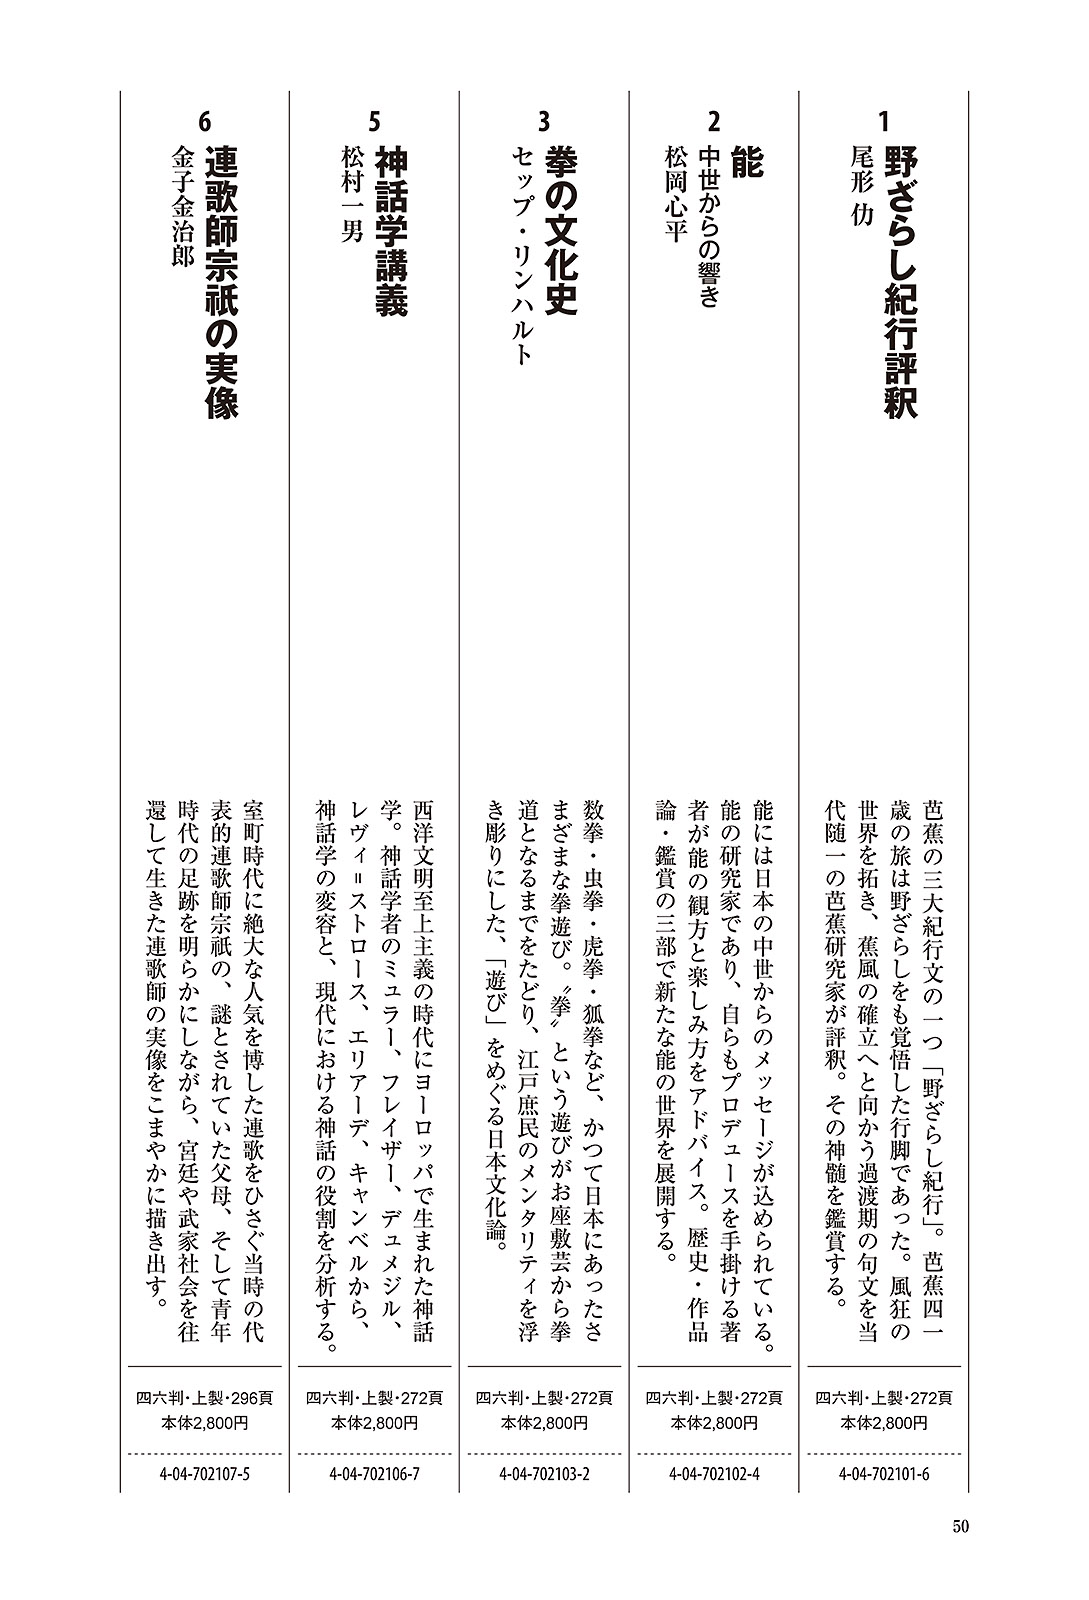 1
野ざらし紀行評釈
尾形 仂
芭蕉の三大紀行文の一つ「野ざらし紀行」。芭蕉四一
歳の旅は野ざらしをも覚悟した行脚であった。風狂の
世界を拓き、蕉風の確立へと向かう過渡期の句文を当
代随一の芭蕉研究家が評釈。その神髄を鑑賞する。
四六判・上製・272頁
本体2,800円
4-04-702101-6
2
能
中世からの響き
松岡心平
能には日本の中世からのメッセージが込められている。
能の研究家であり、自らもプロデュースを手掛ける著
者が能の観方と楽しみ方をアドバイス。歴史・作品
論・鑑賞の三部で新たな能の世界を展開する。
四六判・上製・272頁
本体2,800円
4-04-702102-4
3
拳の文化史
セップ・リンハルト
数拳・虫拳・虎拳・狐拳など、かつて日本にあったさ
まざまな拳遊び。〝拳〟という遊びがお座敷芸から拳
道となるまでをたどり、江戸庶民のメンタリティを浮
き彫りにした、「遊び」をめぐる日本文化論。
四六判・上製・272頁
本体2,800円
4-04-702103-2
5
神話学講義
松村一男
西洋文明至上主義の時代にヨーロッパで生まれた神話
学。神話学者のミュラー、フレイザー、デュメジル、
レヴィ＝ストロース、エリアーデ、キャンベルから、
神話学の変容と、現代における神話の役割を分析する。
四六判・上製・272頁
本体2,800円
4-04-702106-7
6
連歌師宗祇の実像
金子金治郎
室町時代に絶大な人気を博した連歌をひさぐ当時の代
表的連歌師宗祇の、謎とされていた父母、そして青年
時代の足跡を明らかにしながら、宮廷や武家社会を往
還して生きた連歌師の実像をこまやかに描き出す。
四六判・上製・296頁
本体2,800円
4-04-702107-5
50